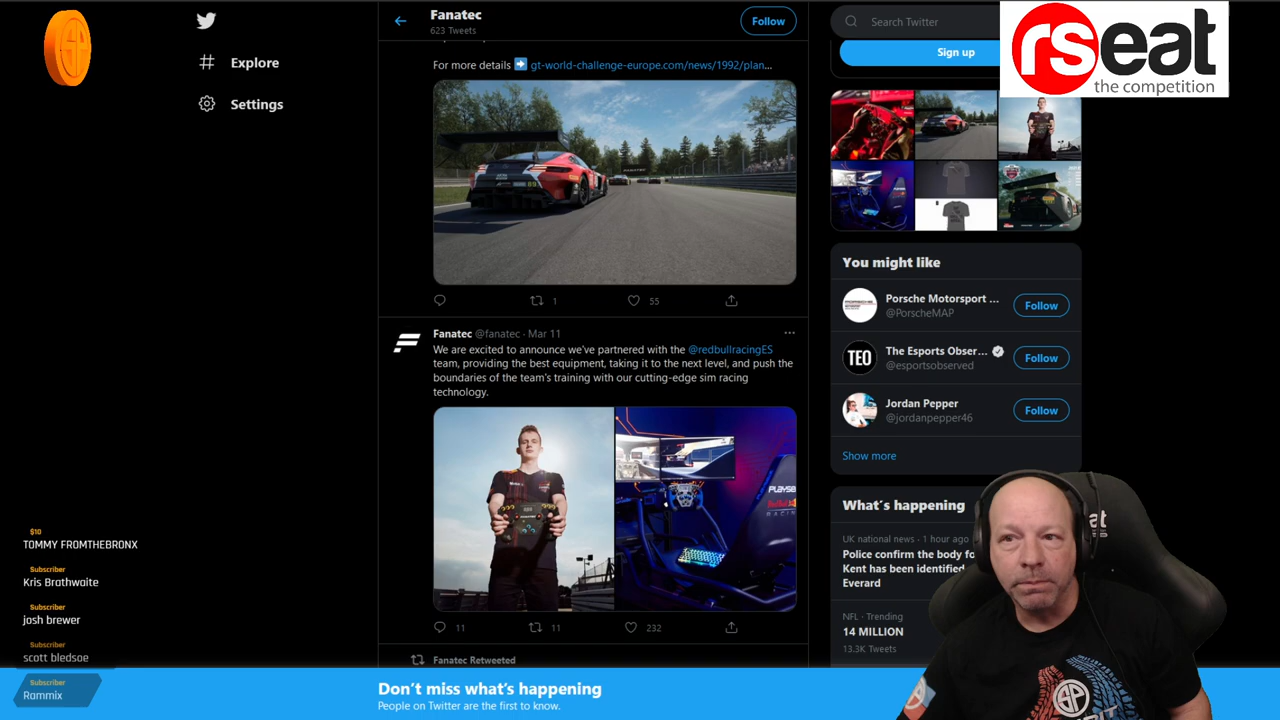 Fanatec
623 Tweets
Follow
Search Twitter
Sign up
rseat
the competition
Explore
Settings
For more details ➡ gt-world-challenge-europe.com/news/1992/plan...
1
55
Fanatec @fanatec · Mar 11
We are excited to announce we've partnered with the @redbullracingES
team, providing the best equipment, taking it to the next level, and push the
boundaries of the team's training with our cutting-edge sim racing
technology.
11
11
232
Fanatec Retweeted
You might like
Porsche Motorsport ...
@PorscheMAP
Follow
TEO
The Esports Obser...
@esportsobserved
Follow
Jordan Pepper
@jordanpepper46
Follow
Show more
What's happening
UK national news · 1 hour ago
Police confirm the body fo
Kent has been identified
Everard
NFL · Trending
14 MILLION
13.3K Tweets
$10
TOMMY FROMTHEBRONX
Subscriber
Kris Brathwaite
Subscriber
josh brewer
Subscriber
scott bledsoe
Subscriber
Rammix
Don't miss what's happening
People on Twitter are the first to know.